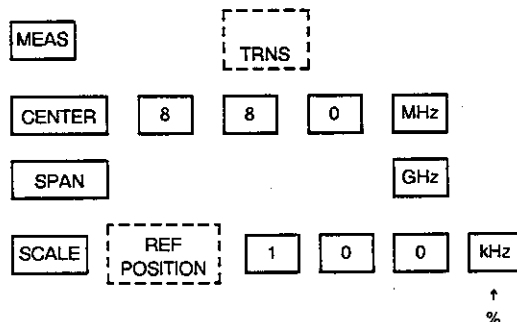 MEAS TRNS
CENTER 8 8 0 MHz
SPAN GHz
SCALE REF POSITION 1 0 0 kHz
↑
%